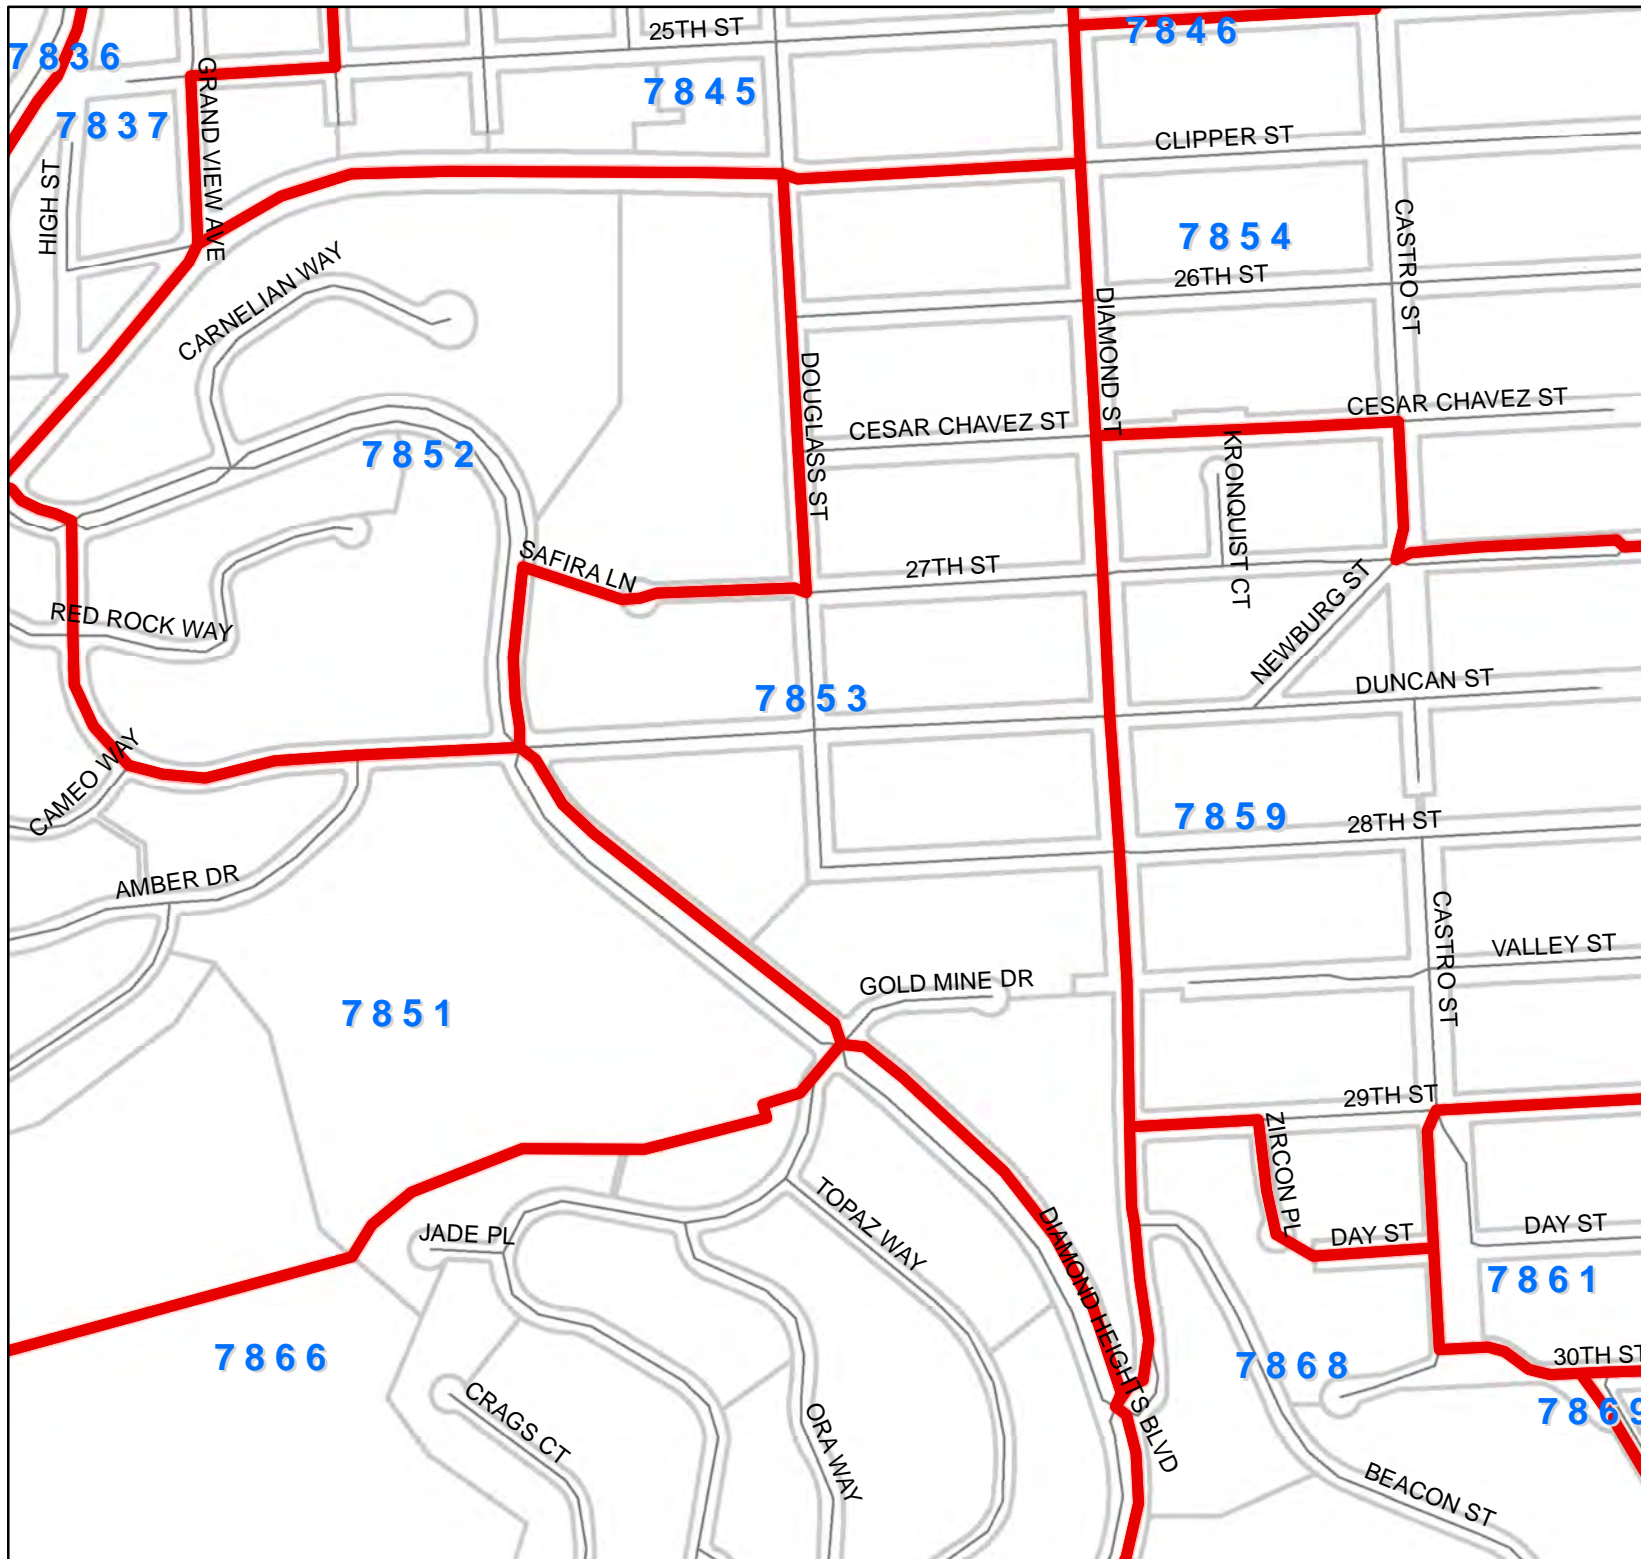 25TH ST
7846
7836
7845
7837
GRAND VIEW AVE
CLIPPER ST
HIGH ST
CASTRO ST
7854
26TH ST
CARNELIAN WAY
DIAMOND ST
DOUGLASS ST
CESAR CHAVEZ ST
CESAR CHAVEZ ST
7852
KRONQUIST CT
SAFIRA LN
27TH ST
NEWBURG ST
RED ROCK WAY
DUNCAN ST
7853
CAMEO WAY
7859
28TH ST
AMBER DR
CASTRO ST
VALLEY ST
GOLD MINE DR
7851
29TH ST
ZIRCON PL
TOPAZ WAY
DIAMOND HEIGHTS BLVD
JADE PL
DAY ST
DAY ST
7861
7866
7868
30TH ST
CRAGS CT
ORA WAY
7869
BEACON ST